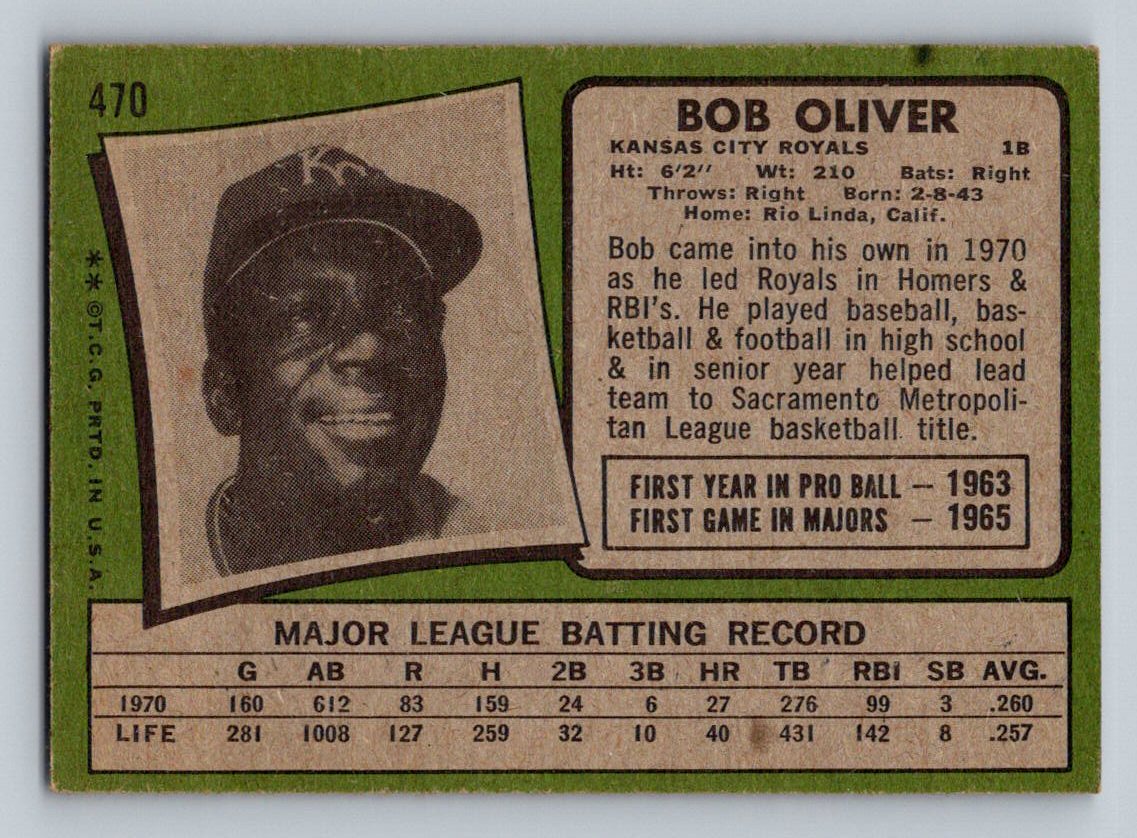 470
KC
** ©T.C.G. PRTD. IN U.S.A.
BOB OLIVER
KANSAS CITY ROYALS 1B
Ht: 6'2" Wt: 210 Bats: Right
Throws: Right Born: 2-8-43
Home: Rio Linda, Calif.
Bob came into his own in 1970
as he led Royals in Homers &
RBI's. He played baseball, bas-
ketball & football in high school
& in senior year helped lead
team to Sacramento Metropoli-
tan League basketball title.
FIRST YEAR IN PRO BALL — 1963
FIRST GAME IN MAJORS — 1965
MAJOR LEAGUE BATTING RECORD
G AB R H 2B 3B HR TB RBI SB AVG.
1970 160 612 83 159 24 6 27 276 99 3 .260
LIFE 281 1008 127 259 32 10 40 431 142 8 .257